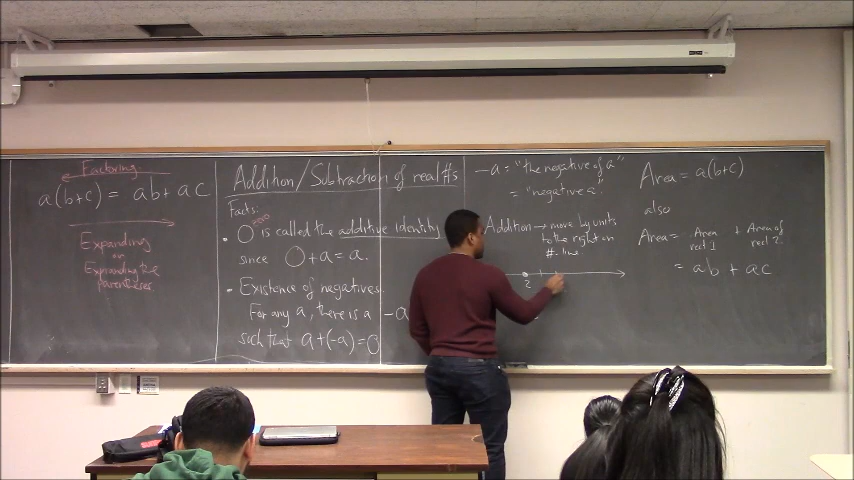 Factoring
a(b+c) = ab + ac
Expanding
or
Expanding the
parentheses
Addition/Subtraction of real #s
Facts:
• 0 is called the additive identity
since 0 + a = a.
• Existence of negatives.
For any a, there is a -a
such that a + (-a) = 0
-a = "the negative of a"
= "negative a."
Addition → move by units
to the right on
#-line
2
Area = a(b+c)
also
Area = Area rect 1 + Area of rect 2
= ab + ac